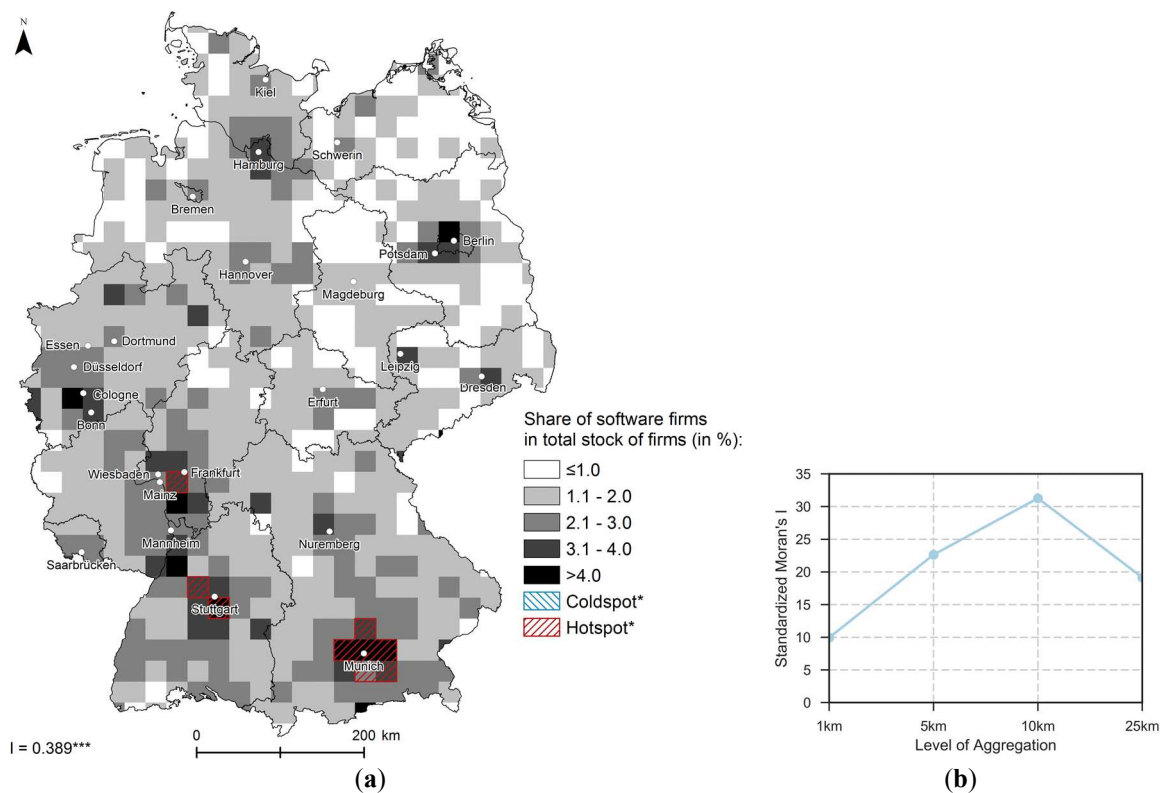 N
Kiel
Schwerin
Hamburg
Bremen
Berlin
Potsdam
Hannover
Magdeburg
Essen
Dortmund
Düsseldorf
Leipzig
Dresden
Cologne
Erfurt
Bonn
Wiesbaden
Frankfurt
Mainz
Mannheim
Nuremberg
Saarbrücken
Stuttgart
Munich
Share of software firms
in total stock of firms (in %):
≤1.0
1.1 - 2.0
2.1 - 3.0
3.1 - 4.0
>4.0
Coldspot*
Hotspot*
0 200 km
I = 0.389***
(a)
Standardized Moran's I
35
30
25
20
15
10
5
0
1km 5km 10km 25km
Level of Aggregation
(b)